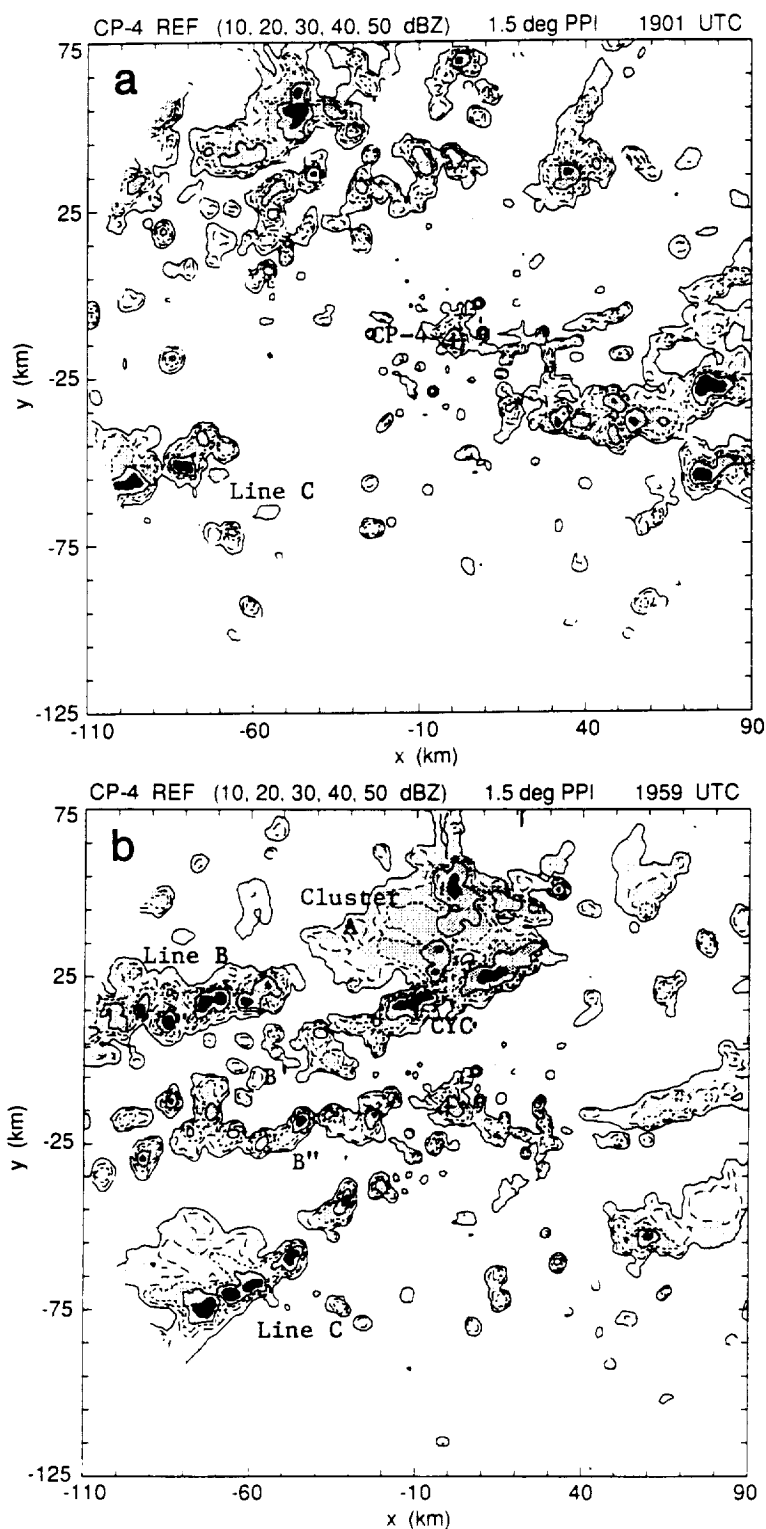 CP-4 REF (10, 20, 30, 40, 50 dBZ) 1.5 deg PPI 1901 UTC
a
75
25
-25
-75
-125
y (km)
CP-4
Line C
-110 -60 -10 40 90
x (km)
CP-4 REF (10, 20, 30, 40, 50 dBZ) 1.5 deg PPI 1959 UTC
b
75
25
-25
-75
-125
y (km)
Cluster
A
Line B
CYC
B'
B''
Line C
-110 -60 -10 40 90
x (km)